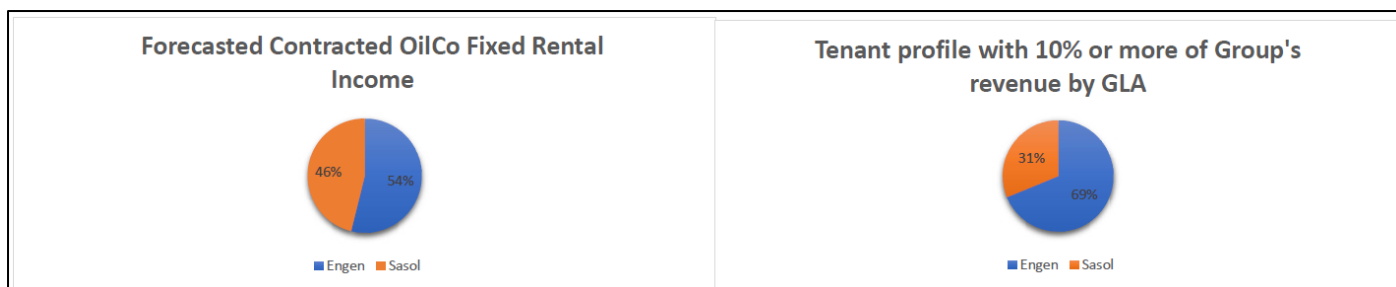 Forecasted Contracted OilCo Fixed Rental
Income
46%
54%
Engen Sasol
Tenant profile with 10% or more of Group's
revenue by GLA
31%
69%
Engen Sasol